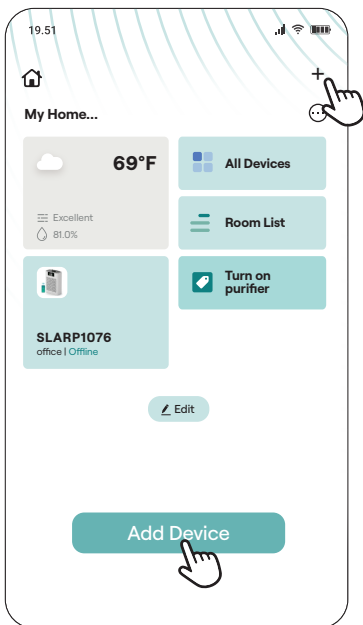 19.51
+
My Home...
69°F
All Devices
Excellent
81.0%
Room List
Turn on
purifier
SLARP1076
office | Offline
Edit
Add Device